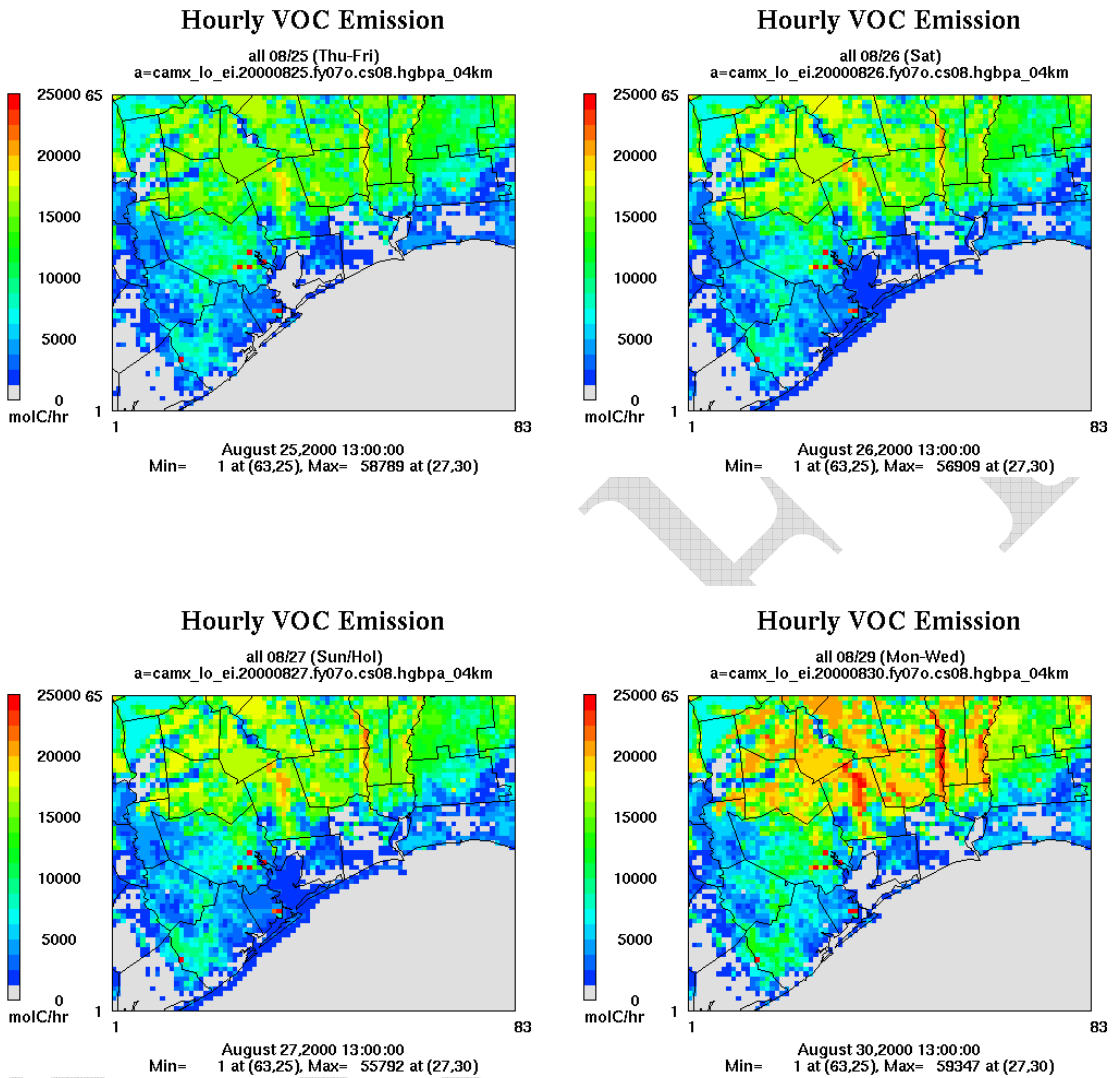 Hourly VOC Emission
all 08/25 (Thu-Fri)
a=camx_lo_ei.20000825.fy07o.cs08.hgbpa_04km
25000
20000
15000
10000
5000
0
molC/hr
65
1
1
83
August 25,2000 13:00:00
Min= 1 at (63,25), Max= 58789 at (27,30)
Hourly VOC Emission
all 08/26 (Sat)
a=camx_lo_ei.20000826.fy07o.cs08.hgbpa_04km
25000
20000
15000
10000
5000
0
molC/hr
65
1
1
83
August 26,2000 13:00:00
Min= 1 at (63,25), Max= 56909 at (27,30)
Hourly VOC Emission
all 08/27 (Sun/Hol)
a=camx_lo_ei.20000827.fy07o.cs08.hgbpa_04km
25000
20000
15000
10000
5000
0
molC/hr
65
1
1
83
August 27,2000 13:00:00
Min= 1 at (63,25), Max= 55792 at (27,30)
Hourly VOC Emission
all 08/29 (Mon-Wed)
a=camx_lo_ei.20000830.fy07o.cs08.hgbpa_04km
25000
20000
15000
10000
5000
0
molC/hr
65
1
1
83
August 30,2000 13:00:00
Min= 1 at (63,25), Max= 59347 at (27,30)